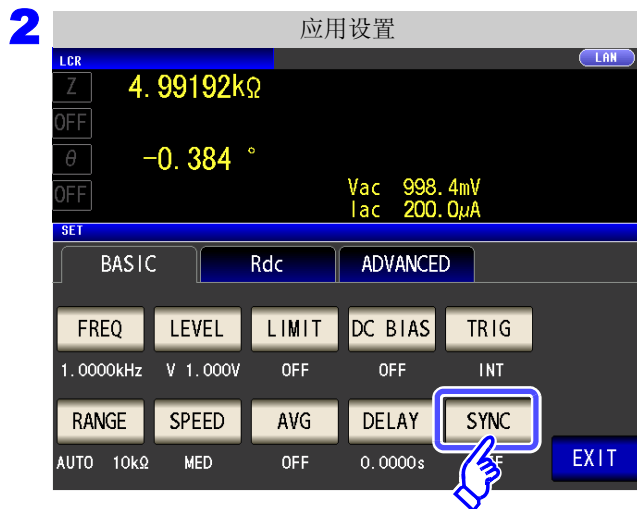 2
应用设置
LCR LAN
Z 4.99192kΩ
OFF
θ -0.384 °
OFF
Vac 998.4mV
Iac 200.0μA
SET
BASIC Rdc ADVANCED
FREQ LEVEL LIMIT DC BIAS TRIG
1.0000kHz V 1.000V OFF OFF INT
RANGE SPEED AVG DELAY SYNC
AUTO 10kΩ MED OFF 0.0000s
EXIT